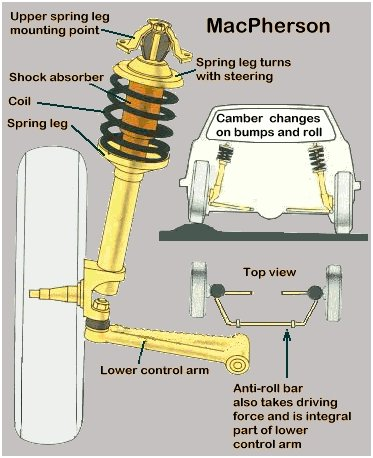 Upper spring leg
mounting point
MacPherson
Shock absorber
Spring leg turns
with steering
Coil
Spring leg
Camber changes
on bumps and roll
Top view
Lower control arm
Anti-roll bar
also takes driving
force and is integral
part of lower
control arm